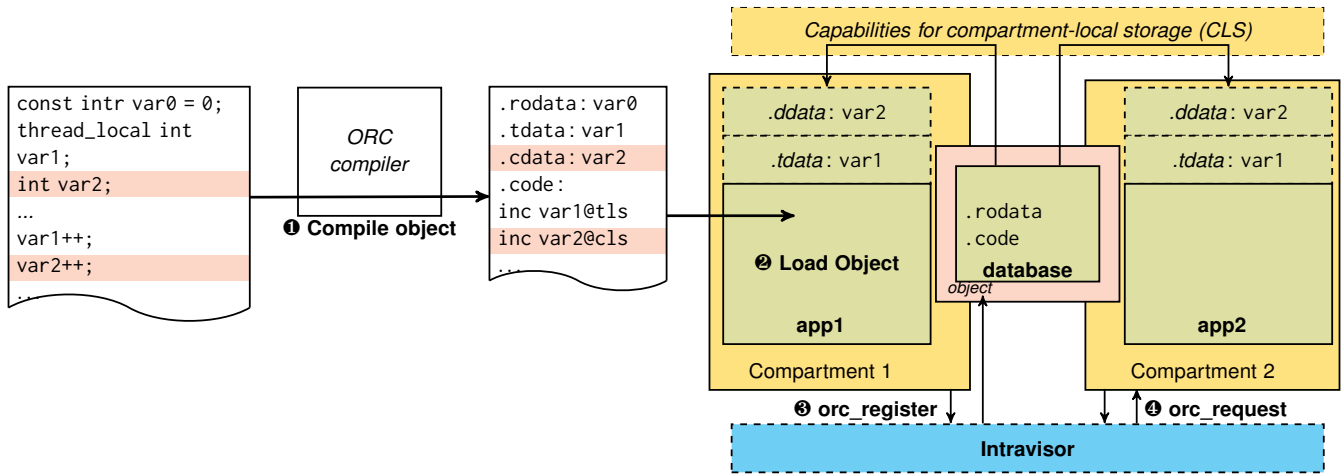 Capabilities for compartment-local storage (CLS)
const intr var0 = 0;
thread_local int
var1;
int var2;
...
var1++;
var2++;
...
ORC
compiler
❶ Compile object
.rodata: var0
.tdata: var1
.cdata: var2
.code:
inc var1@tls
inc var2@cls
...
.ddata: var2
.tdata: var1
❷ Load Object
app1
Compartment 1
.rodata
.code
database
object
.ddata: var2
.tdata: var1
app2
Compartment 2
❸ orc_register
❹ orc_request
Intravisor